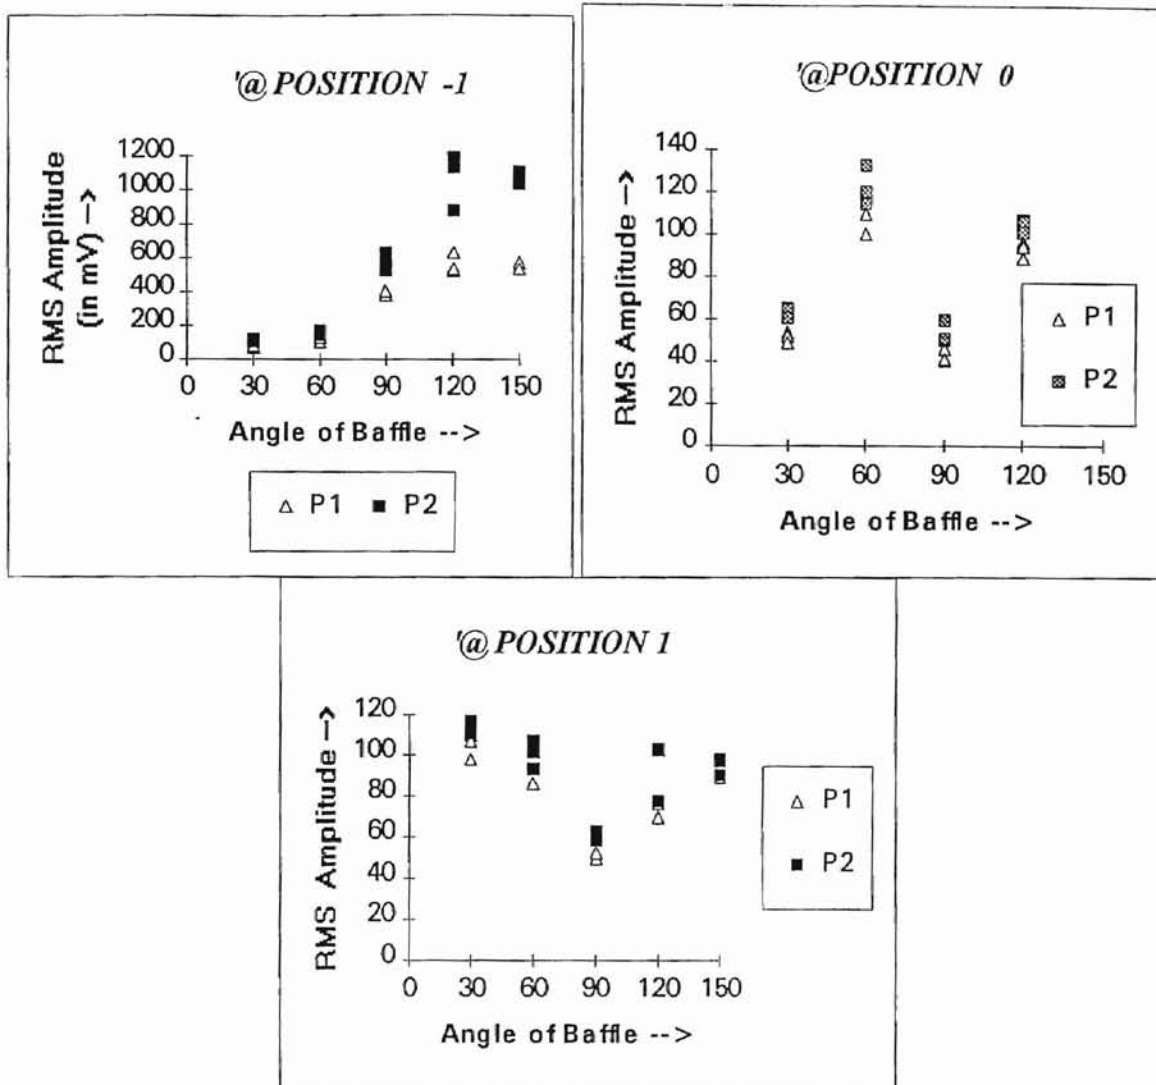 '@ POSITION -1
RMS Amplitude
(in mV) -->
1200
1000
800
600
400
200
0
0 30 60 90 120 150
Angle of Baffle -->
P1 P2
'@POSITION 0
RMS Amplitude -->
140
120
100
80
60
40
20
0
0 30 60 90 120 150
Angle of Baffle -->
P1
P2
'@ POSITION 1
RMS Amplitude -->
120
100
80
60
40
20
0
0 30 60 90 120 150
Angle of Baffle -->
P1
P2